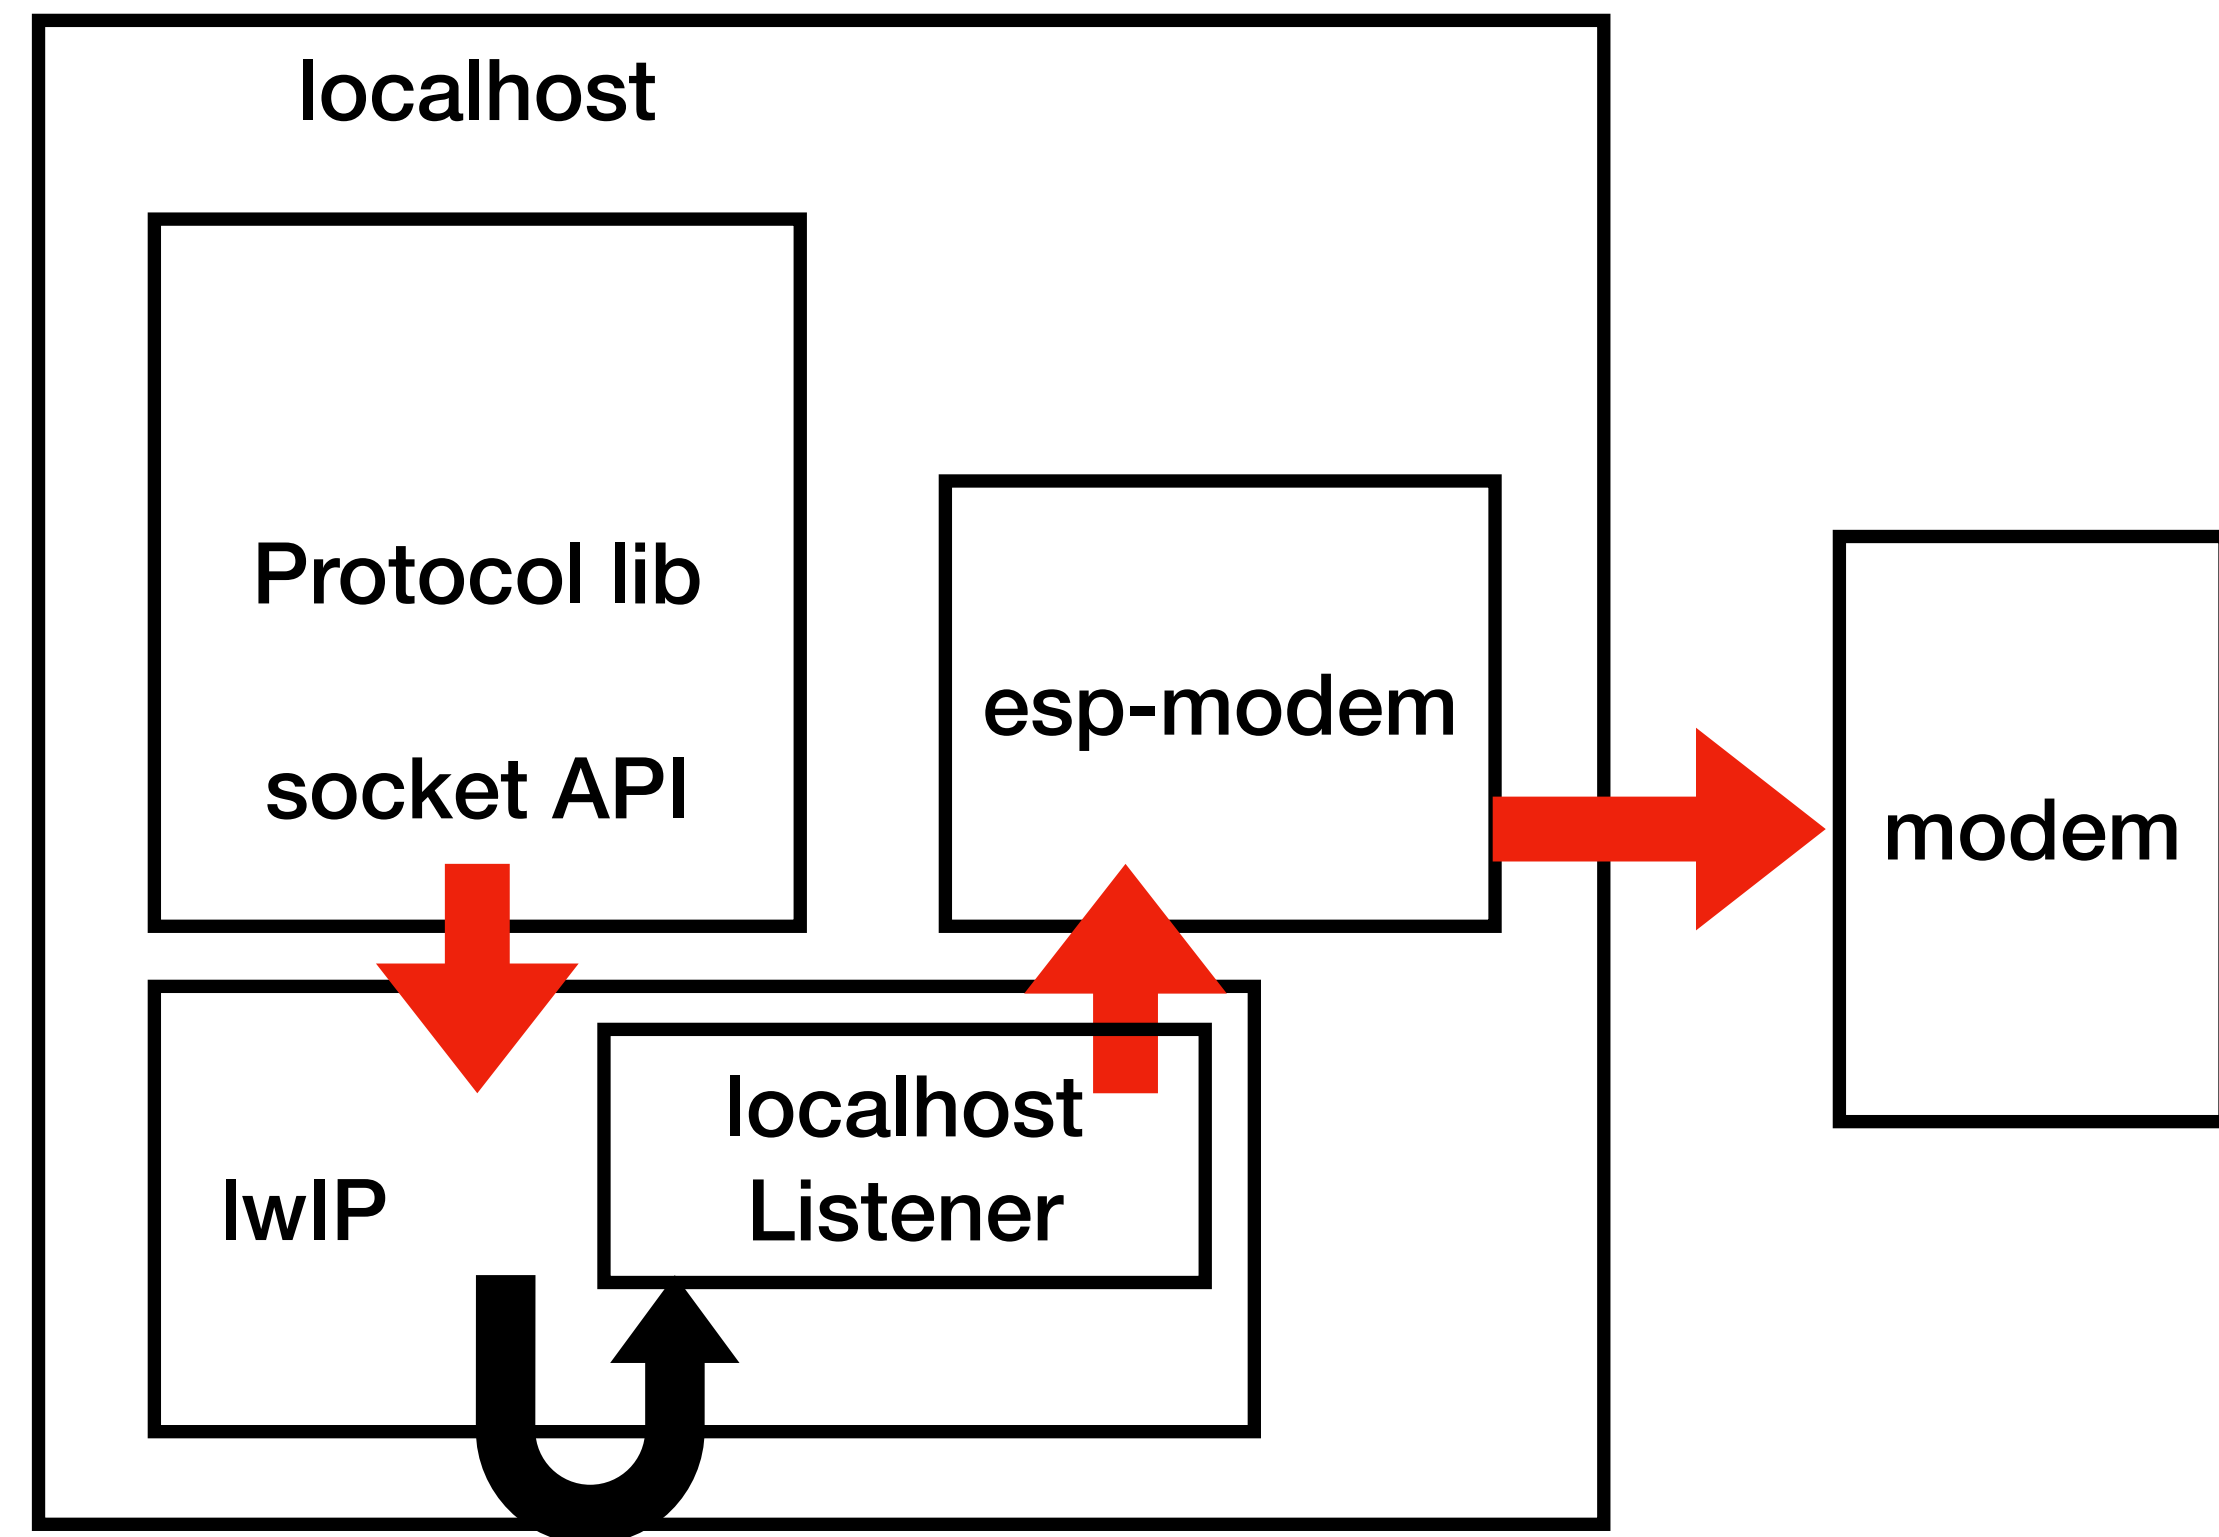 localhost
Protocol lib
socket API
esp-modem
modem
lwIP
localhost
Listener